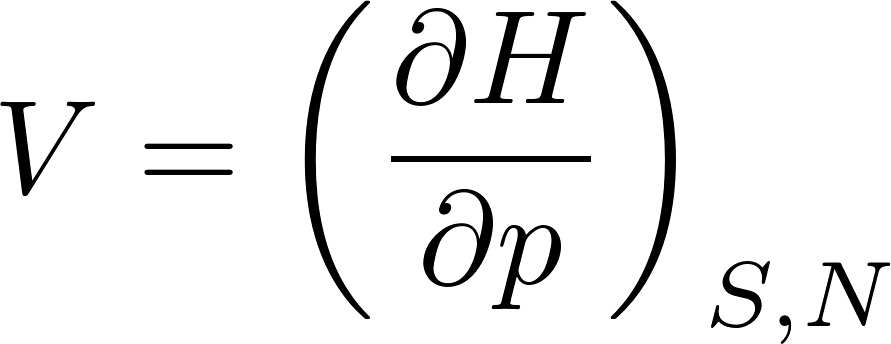 V = (∂H/∂p)_{S,N}